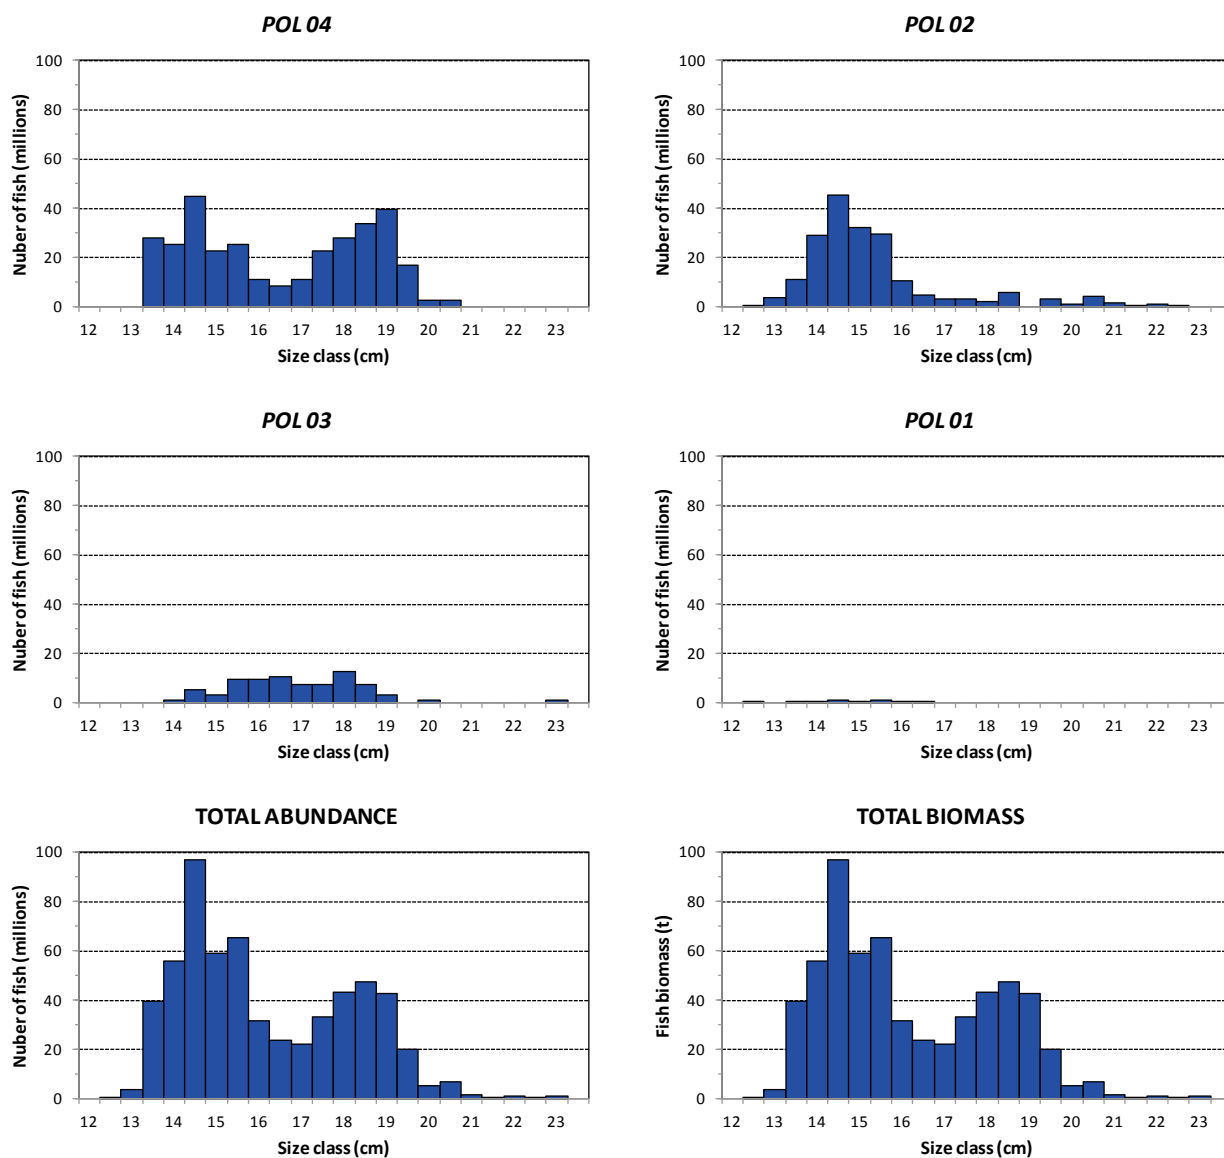 POL 04
100
80
60
40
20
0
Nuber of fish (millions)
12 13 14 15 16 17 18 19 20 21 22 23
Size class (cm)
POL 02
100
80
60
40
20
0
Nuber of fish (millions)
12 13 14 15 16 17 18 19 20 21 22 23
Size class (cm)
POL 03
100
80
60
40
20
0
Nuber of fish (millions)
12 13 14 15 16 17 18 19 20 21 22 23
Size class (cm)
POL 01
100
80
60
40
20
0
Nuber of fish (millions)
12 13 14 15 16 17 18 19 20 21 22 23
Size class (cm)
TOTAL ABUNDANCE
100
80
60
40
20
0
Nuber of fish (millions)
12 13 14 15 16 17 18 19 20 21 22 23
Size class (cm)
TOTAL BIOMASS
100
80
60
40
20
0
Fish biomass (t)
12 13 14 15 16 17 18 19 20 21 22 23
Size class (cm)